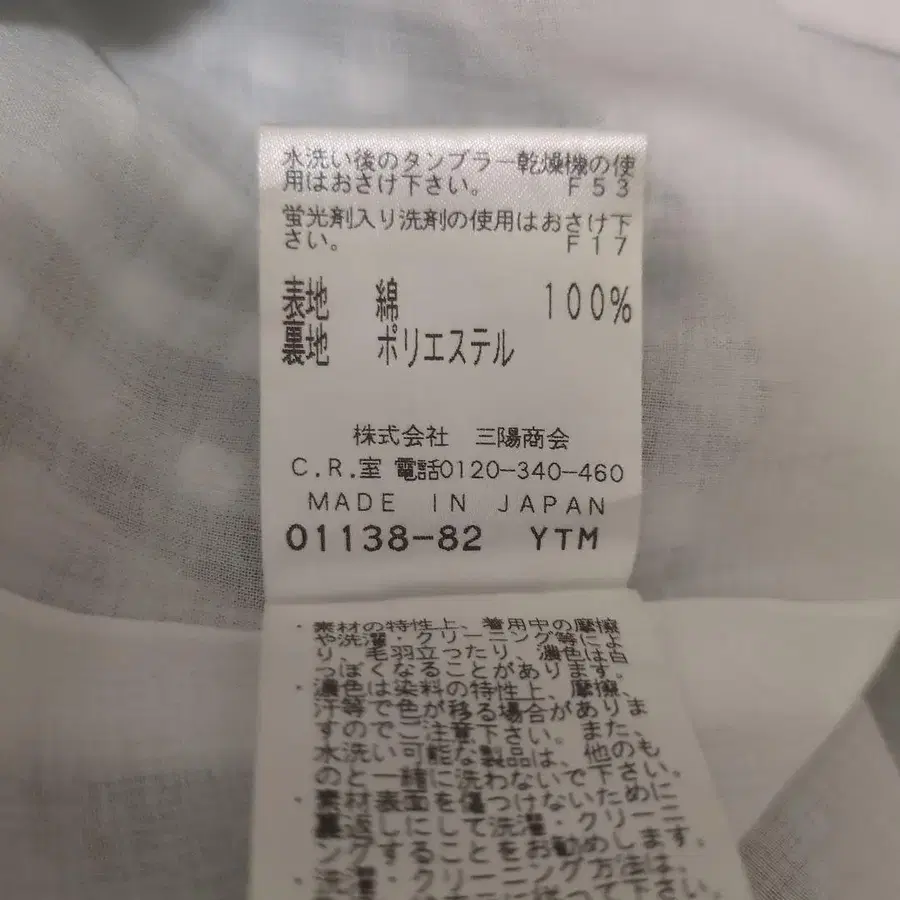 水洗い後のタンブラー乾燥機の使
用はおさけ下さい。 F53
蛍光剤入り洗剤の使用はおさけ下
さい。 F17
表地 綿 100%
裏地 ポリエステル
株式会社 三陽商会
C.R.室 電話0120-340-460
MADE IN JAPAN
01138-82 YTM
・素材の特性上、着用中の摩擦
や洗濯・クリーニング等によ
り、毛羽立ったり、濃色は白
っぽくなることがあります。
・濃色は染料の特性上、摩擦、
汗等で色が移る場合がありま
すのでご注意下さい。また、
水洗い可能な製品は、他のも
のと一緒に洗わないで下さい。
・素材表面を傷つけないために
裏返しにして洗濯・クリーニ
ングすることをお勧めします。
・洗濯・クリーニング方法は、